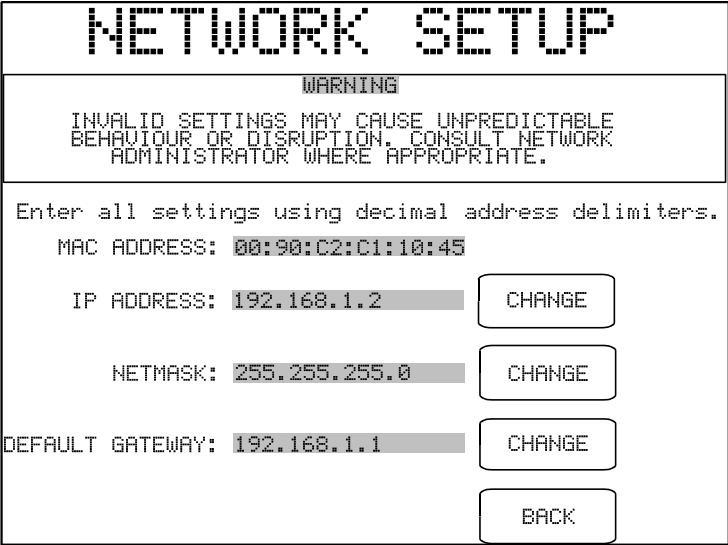 NETWORK SETUP
WARNING
INVALID SETTINGS MAY CAUSE UNPREDICTABLE
BEHAVIOUR OR DISRUPTION. CONSULT NETWORK
ADMINISTRATOR WHERE APPROPRIATE.
Enter all settings using decimal address delimiters.
MAC ADDRESS: 00:90:C2:C1:10:45
IP ADDRESS: 192.168.1.2 CHANGE
NETMASK: 255.255.255.0 CHANGE
DEFAULT GATEWAY: 192.168.1.1 CHANGE
BACK